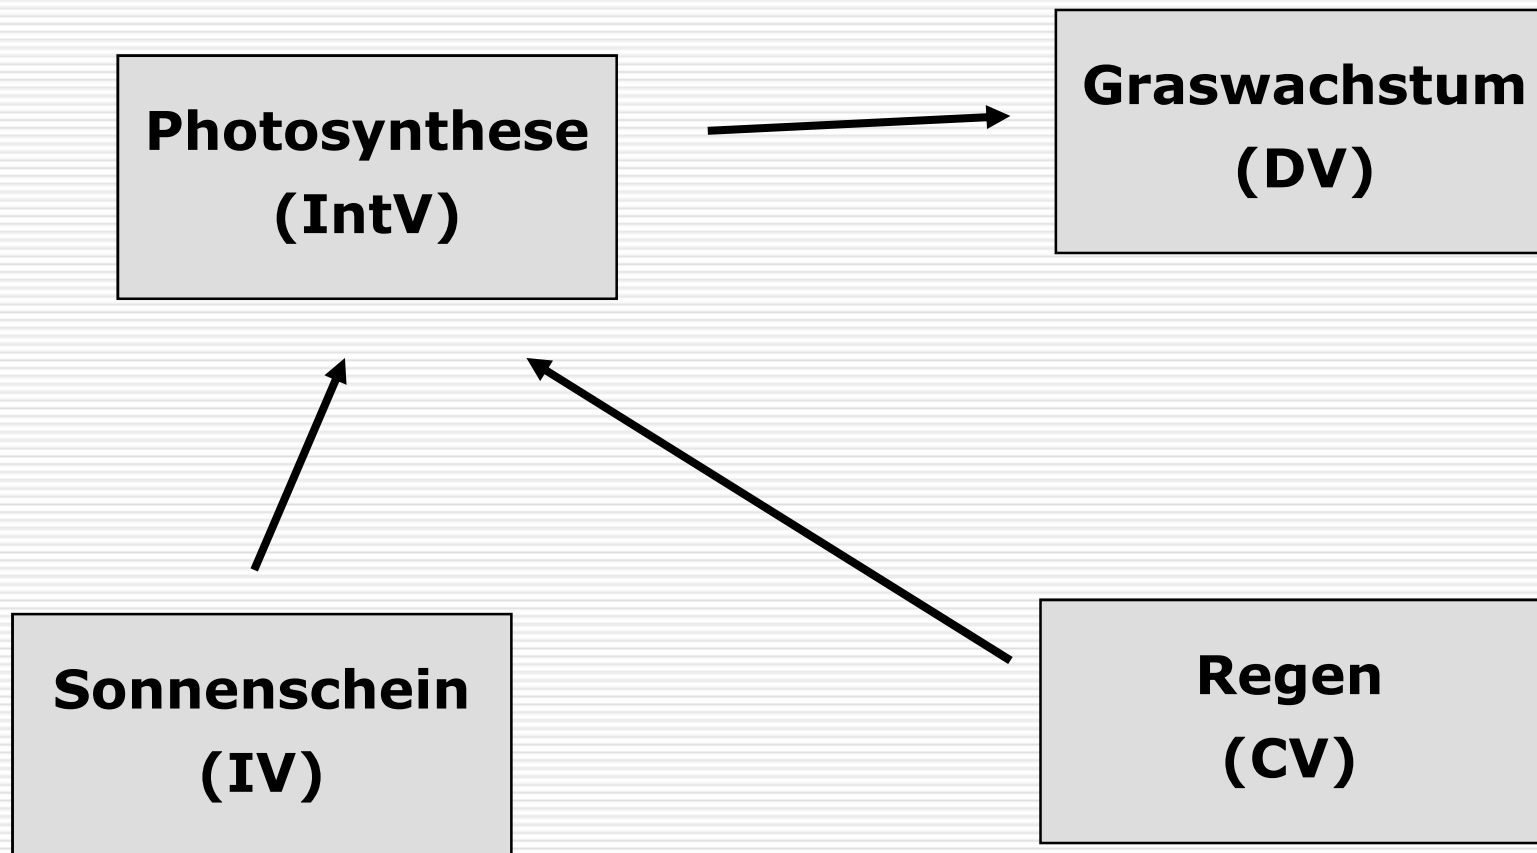 Photosynthese
(IntV)
Graswachstum
(DV)
Sonnenschein
(IV)
Regen
(CV)